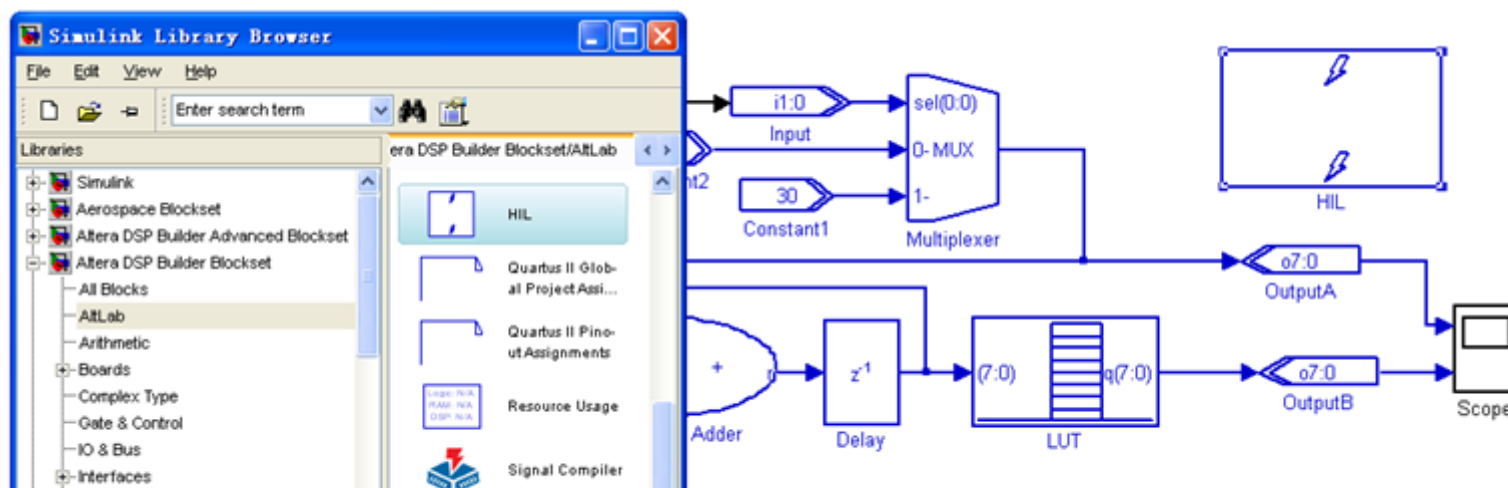 Simulink Library Browser
File Edit View Help
Enter search term
Libraries
era DSP Builder Blockset/AltLab
Simulink
Aerospace Blockset
Altera DSP Builder Advanced Blockset
Altera DSP Builder Blockset
All Blocks
AltLab
Arithmetic
Boards
Complex Type
Gate & Control
IO & Bus
Interfaces
HIL
Quartus II Glob-
al Project Assi...
Quartus II Pino-
ut Assignments
Logic: N/A
RAM: N/A
DSP: N/A
Resource Usage
Signal Compiler
i1:0
Input
nt2
30
Constant1
sel(0:0)
0- MUX
1-
Multiplexer
HIL
o7:0
OutputA
+
r
Adder
z-1
Delay
(7:0)
q(7:0)
LUT
o7:0
OutputB
Scope